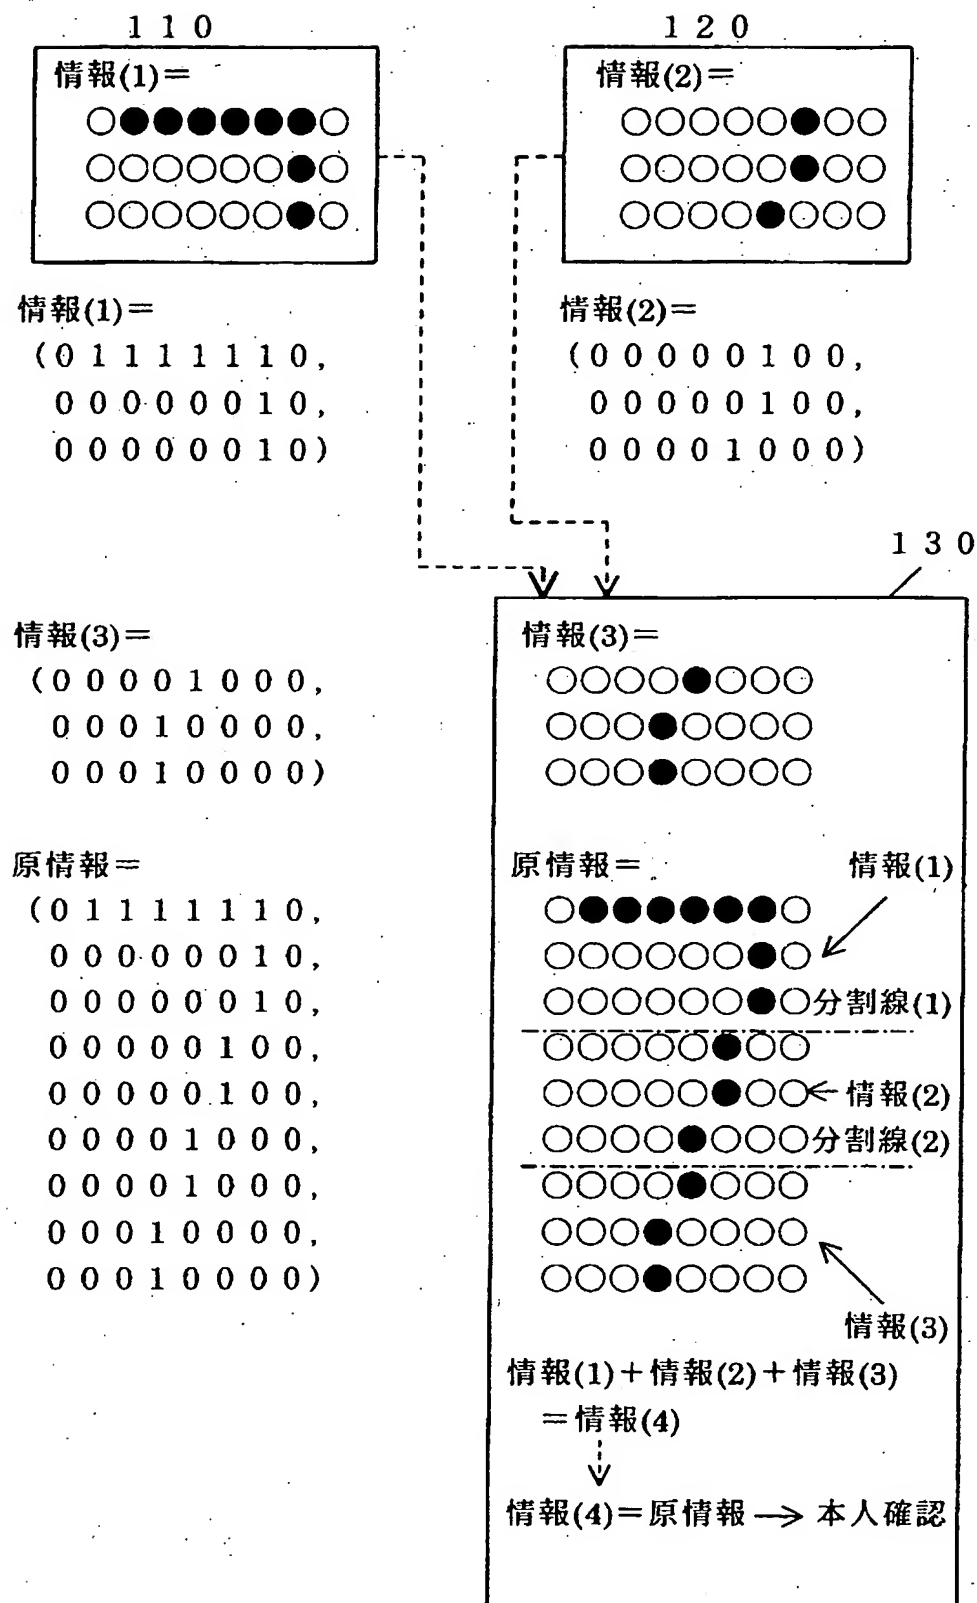 110
情報(1)=
情報(1)=
(01111110,
00000010,
00000010)
120
情報(2)=
情報(2)=
(00000100,
00000100,
00001000)
情報(3)=
(00001000,
00010000,
00010000)
原情報=
(01111110,
00000010,
00000010,
00000100,
00000100,
00001000,
00001000,
00010000,
00010000)
130
情報(3)=
原情報=
情報(1)
分割線(1)
情報(2)
分割線(2)
情報(3)
情報(1)+情報(2)+情報(3)
=情報(4)
情報(4)=原情報→本人確認